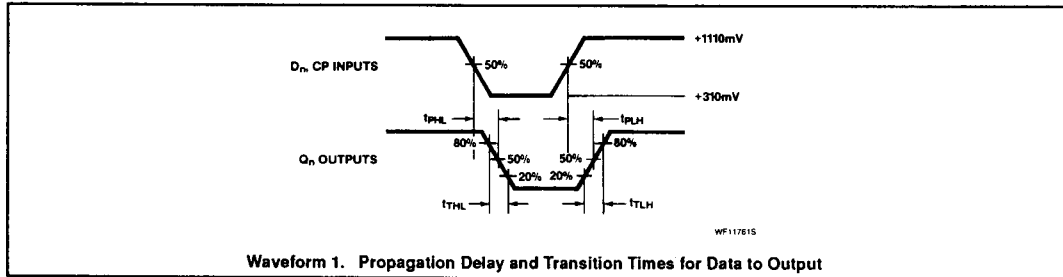 +1110mV
Dn, CP INPUTS
50%
50%
+310mV
tPHL
tPLH
80%
80%
Qn OUTPUTS
50%
50%
20%
20%
tTHL
tTLH
WF11761S
Waveform 1. Propagation Delay and Transition Times for Data to Output